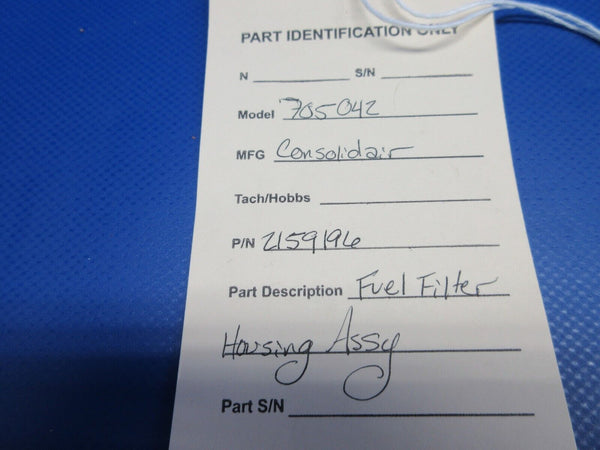 PART IDENTIFICATION ONLY
N S/N
Model 705042
MFG Consolidair
Tach/Hobbs
P/N 2159196
Part Description Fuel Filter
Housing Assy
Part S/N